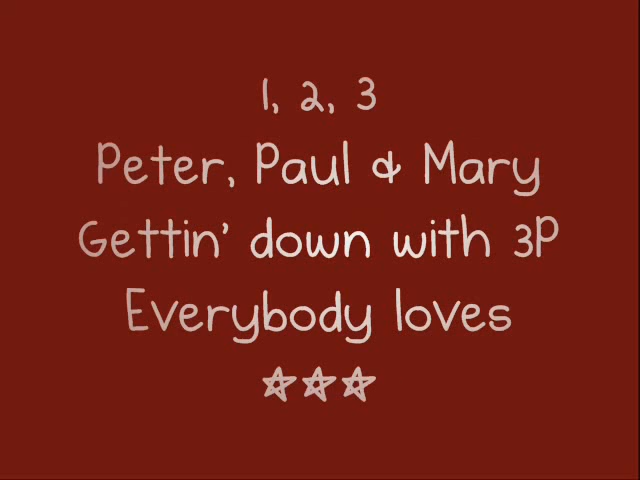 1, 2, 3
Peter, Paul & Mary
Gettin' down with 3P
Everybody loves
☆☆☆